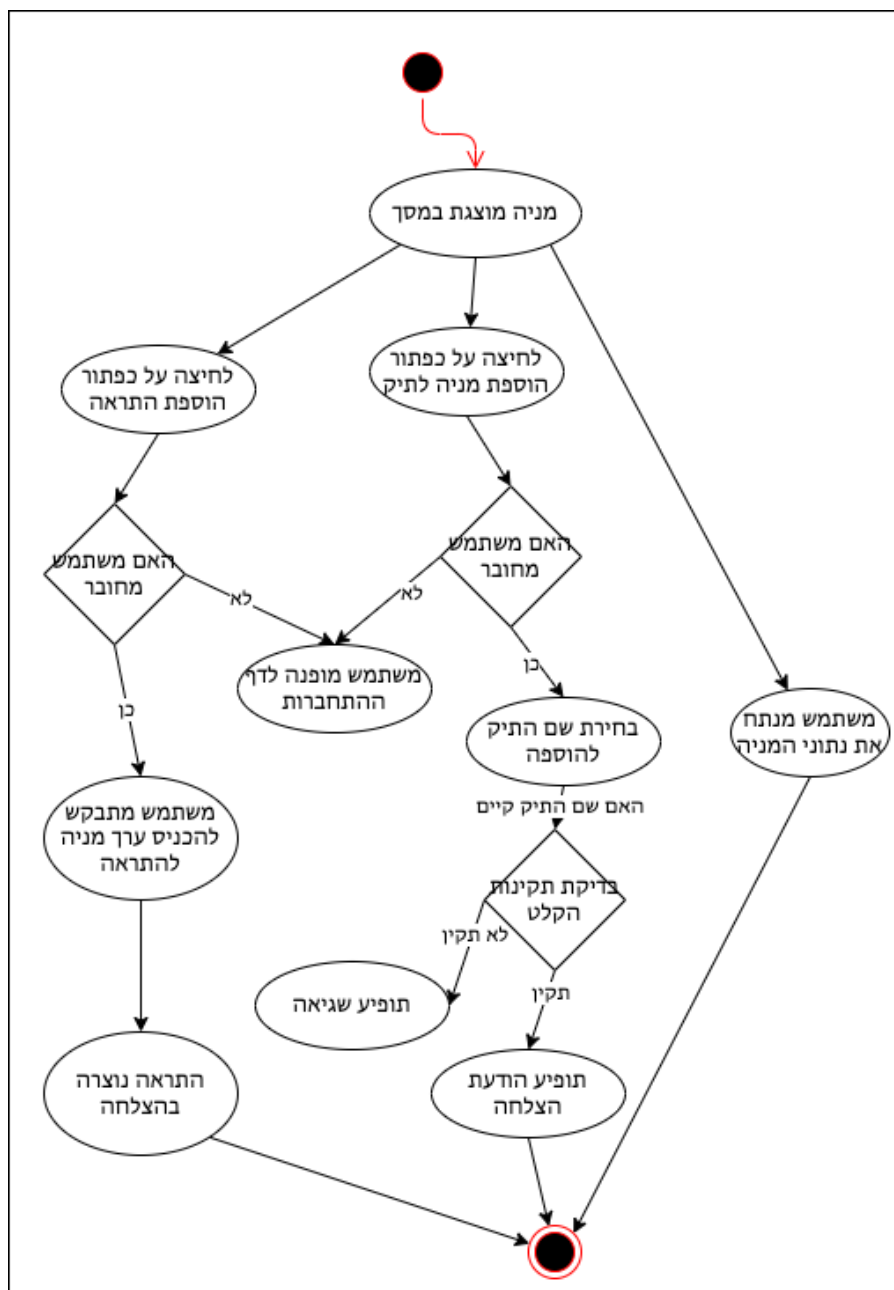 מניה מוצגת במסך
לחיצה על כפתור
הוספת מניה לתיק
לחיצה על כפתור
הוספת התראה
האם משתמש
מחובר
האם משתמש
מחובר
לא
לא
כן
משתמש מופנה לדף
ההתחברות
כן
משתמש מנתח
את נתוני המניה
בחירת שם התיק
להוספה
האם שם התיק קיים
משתמש מתבקש
להכניס ערך מניה
להתראה
בדיקת תקינות
הקלט
לא תקין
תקין
תופיע שגיאה
תופיע הודעת
הצלחה
התראה נוצרה
בהצלחה